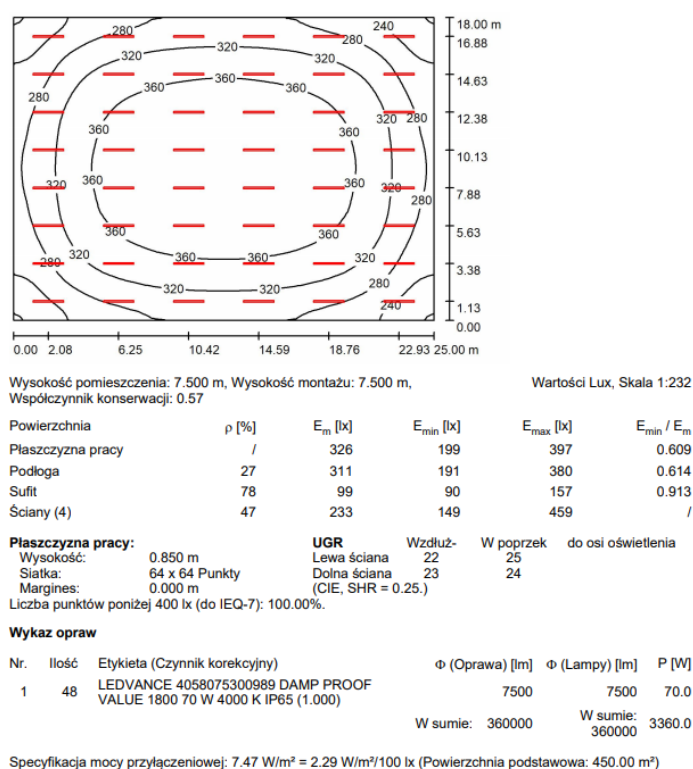 280 240 18.00 m
320 320 280 16.88
320
360 360 360 14.63
280
360 360 320 280 12.38
10.13
320 360 360 320 7.88
280
360 360 5.63
280 320 360 360 320 3.38
320 320 280
240 1.13
0.00
0.00 2.08 6.25 10.42 14.59 18.76 22.93 25.00 m
Wysokość pomieszczenia: 7.500 m, Wysokość montażu: 7.500 m, Wartości Lux, Skala 1:232
Współczynnik konserwacji: 0.57
Powierzchnia ρ [%] Em [lx] Emin [lx] Emax [lx] Emin / Em
Płaszczyzna pracy / 326 199 397 0.609
Podłoga 27 311 191 380 0.614
Sufit 78 99 90 157 0.913
Ściany (4) 47 233 149 459 /
Płaszczyzna pracy: UGR Wzdłuż- W poprzek do osi oświetlenia
Wysokość: 0.850 m Lewa ściana 22 25
Siatka: 64 x 64 Punkty Dolna ściana 23 24
Margines: 0.000 m (CIE, SHR = 0.25.)
Liczba punktów poniżej 400 lx (do IEQ-7): 100.00%.
Wykaz opraw
Nr. Ilość Etykieta (Czynnik korekcyjny) Φ (Oprawa) [lm] Φ (Lampy) [lm] P [W]
1 48 LEDVANCE 4058075300989 DAMP PROOF 7500 7500 70.0
VALUE 1800 70 W 4000 K IP65 (1.000)
W sumie: 360000 W sumie: 360000 3360.0
Specyfikacja mocy przyłączeniowej: 7.47 W/m² = 2.29 W/m²/100 lx (Powierzchnia podstawowa: 450.00 m²)